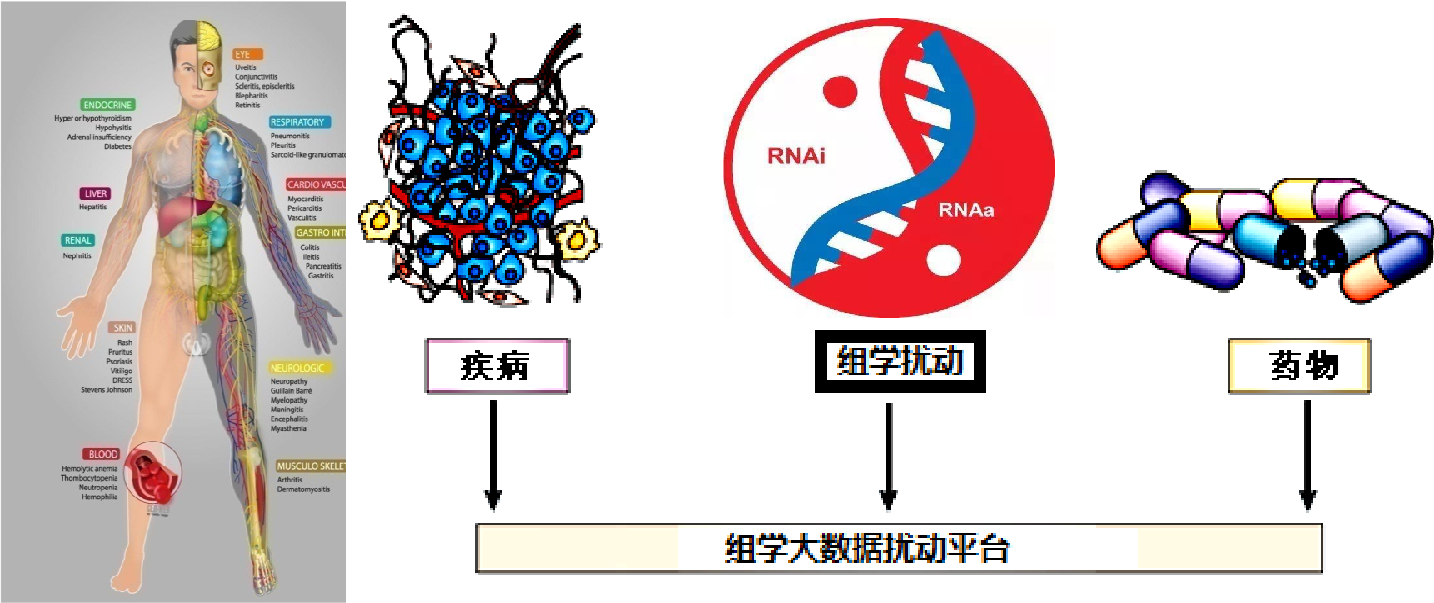 EYE
Uveitis
Conjunctivitis
Scleritis, episcleritis
Blepharitis
Retinitis
ENDOCRINE
Hyper or hypothyroidism
Hypohysitis
Adrenal insufficiency
Diabetes
RESPIRATORY
Pneumonitis
Pleuritis
Sarcoid-like granulomat
LIVER
Hepatitis
CARDIO VASCU
Myocarditis
Pericarditis
Vasculitis
RENAL
Nephritis
GASTRO INT
Colitis
Ileitis
Pancreatitis
Gastritis
SKIN
Rash
Pruritus
Psoriasis
Vitiligo
DRESS
Stevens Johnson
NEUROLOGIC
Neuropathy
Guillain Barré
Myelopathy
Meningitis
Encephalitis
Myasthenia
BLOOD
Hemolytic anemia
Thombocytopenia
Neutropenia
Hemophilia
MUSCULO SKELET
Arthritis
Dermatomyositis
RNAi
RNAa
疾病
组学扰动
药物
组学大数据扰动平台